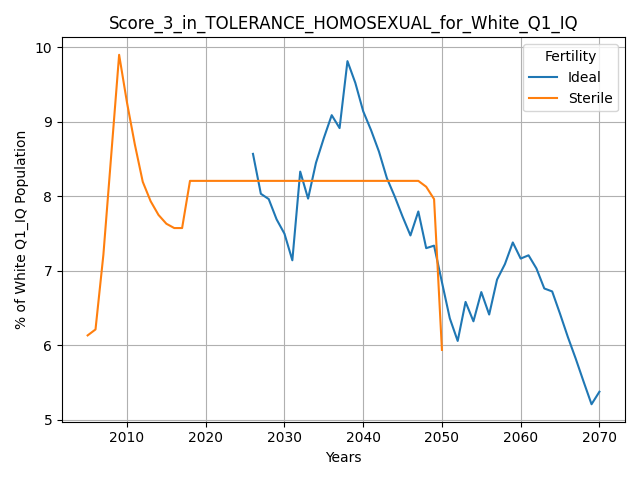 Score_3_in_TOLERANCE_HOMOSEXUAL_for_White_Q1_IQ
Fertility
Ideal
Sterile
% of White Q1_IQ Population
10
9
8
7
6
5
2010 2020 2030 2040 2050 2060 2070
Years